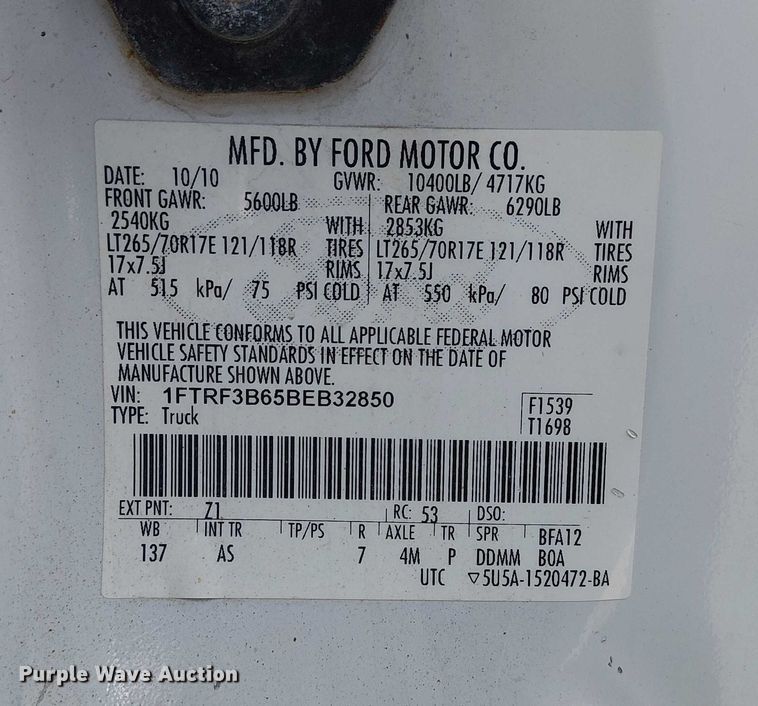 MFD. BY FORD MOTOR CO.
DATE: 10/10 GVWR: 10400LB/ 4717KG
FRONT GAWR: 5600LB REAR GAWR: 6290LB
2540KG WITH 2853KG WITH
LT265/70R17E 121/118R TIRES LT265/70R17E 121/118R TIRES
17x7.5J RIMS 17x7.5J RIMS
AT 515 kPa/ 75 PSI COLD AT 550 kPa/ 80 PSI COLD
THIS VEHICLE CONFORMS TO ALL APPLICABLE FEDERAL MOTOR
VEHICLE SAFETY STANDARDS IN EFFECT ON THE DATE OF
MANUFACTURE SHOWN ABOVE.
VIN: 1FTRF3B65BEB32850 F1539
TYPE: Truck T1698
EXT PNT: Z1 RC: 53 DSO:
WB INT TR TP/PS R AXLE TR SPR BFA12
137 AS 7 4M P DDMM BOA
UTC ▽5U5A-1520472-BA
Purple Wave Auction